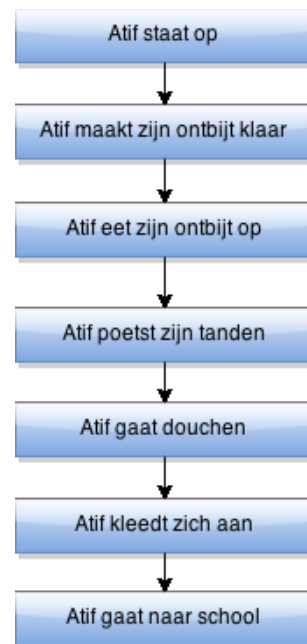 Atif staat op
Atif maakt zijn ontbijt klaar
Atif eet zijn ontbijt op
Atif poetst zijn tanden
Atif gaat douchen
Atif kleedt zich aan
Atif gaat naar school